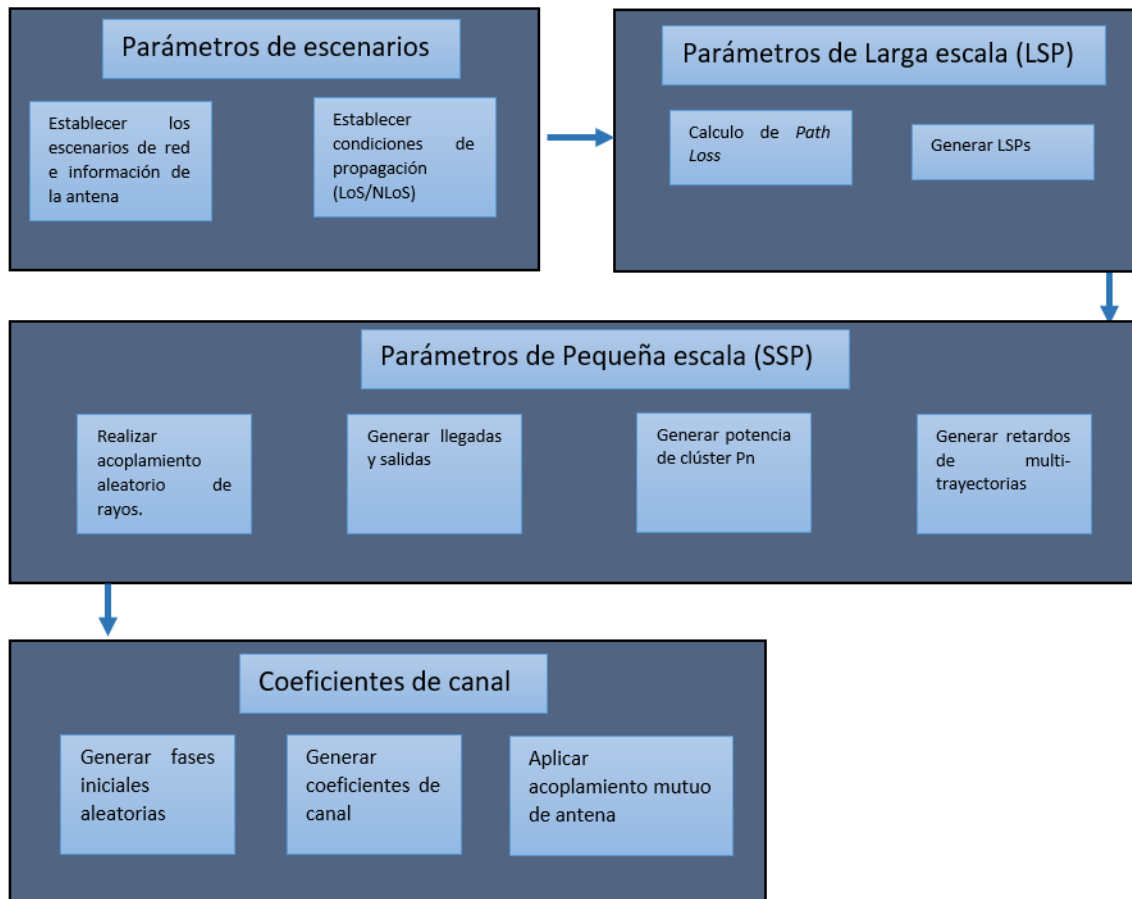 Parámetros de escenarios
Establecer los
escenarios de red
e información de
la antena
Establecer
condiciones de
propagación
(LoS/NLoS)
Parámetros de Larga escala (LSP)
Calculo de Path
Loss
Generar LSPs
Parámetros de Pequeña escala (SSP)
Realizar
acoplamiento
aleatorio de
rayos.
Generar llegadas
y salidas
Generar potencia
de clúster Pn
Generar retardos
de multi-
trayectorias
Coeficientes de canal
Generar fases
iniciales
aleatorias
Generar
coeficientes de
canal
Aplicar
acoplamiento mutuo
de antena